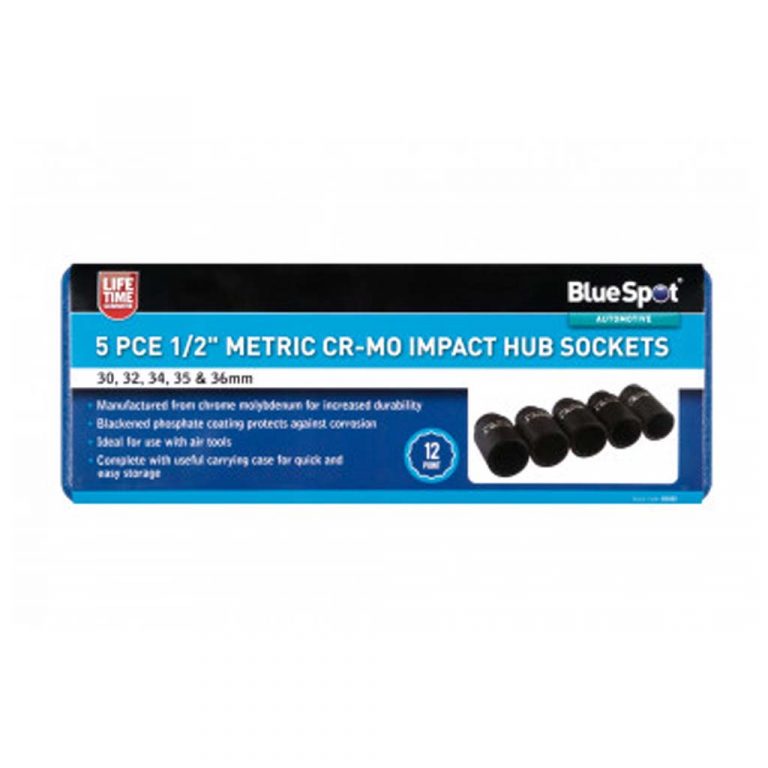 LIFE
TIME
GUARANTEE
BlueSpot®
AUTOMOTIVE
5 PCE 1/2" METRIC CR-MO IMPACT HUB SOCKETS
30, 32, 34, 35 & 36mm
• Manufactured from chrome molybdenum for increased durability
• Blackened phosphate coating protects against corrosion
• Ideal for use with air tools
• Complete with useful carrying case for quick and
easy storage
12
POINT